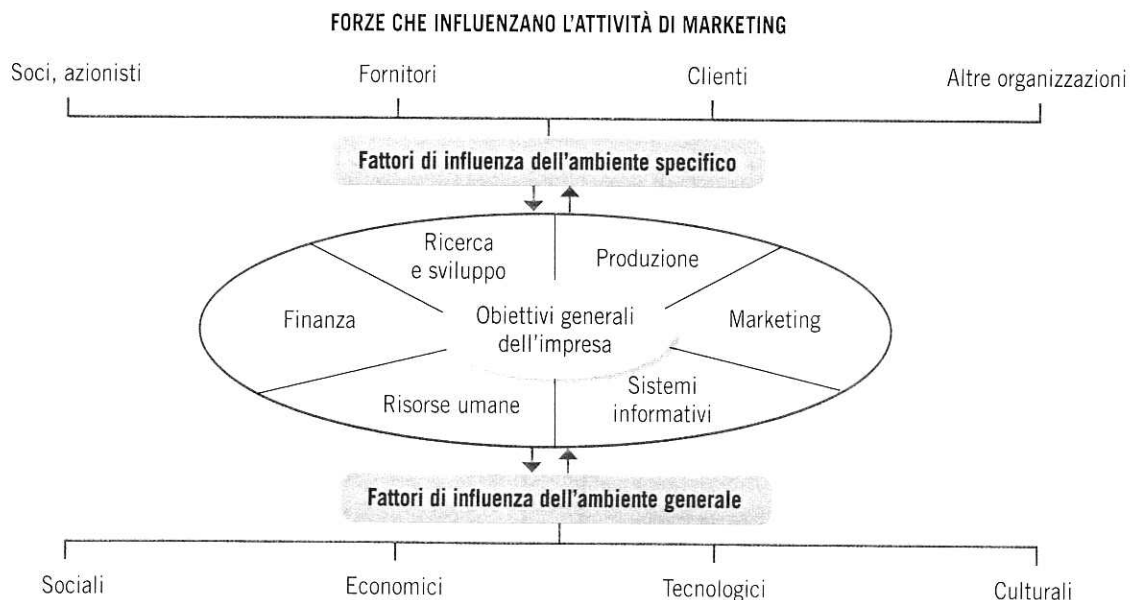 FORZE CHE INFLUENZANO L'ATTIVITÀ DI MARKETING
Soci, azionisti
Fornitori
Clienti
Altre organizzazioni
Fattori di influenza dell'ambiente specifico
Ricerca
e sviluppo
Produzione
Finanza
Obiettivi generali
dell'impresa
Marketing
Risorse umane
Sistemi
informativi
Fattori di influenza dell'ambiente generale
Sociali
Economici
Tecnologici
Culturali